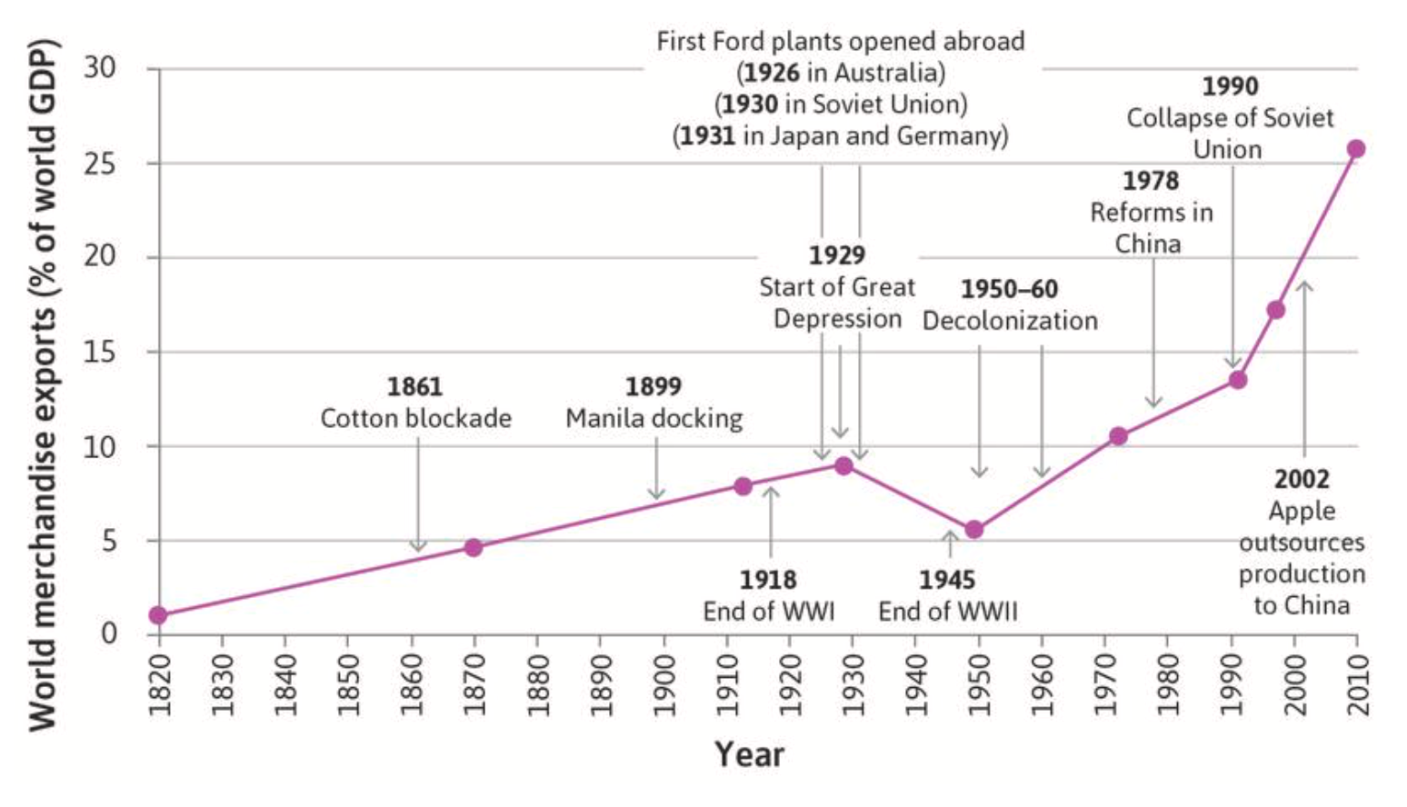 World merchandise exports (% of world GDP)
30
25
20
15
10
5
0
First Ford plants opened abroad
(1926 in Australia)
(1930 in Soviet Union)
(1931 in Japan and Germany)
1990
Collapse of Soviet
Union
1978
Reforms in
China
1929
Start of Great
Depression
1950–60
Decolonization
1861
Cotton blockade
1899
Manila docking
1918
End of WWI
1945
End of WWII
2002
Apple
outsources
production
to China
1820
1830
1840
1850
1860
1870
1880
1890
1900
1910
1920
1930
1940
1950
1960
1970
1980
1990
2000
2010
Year